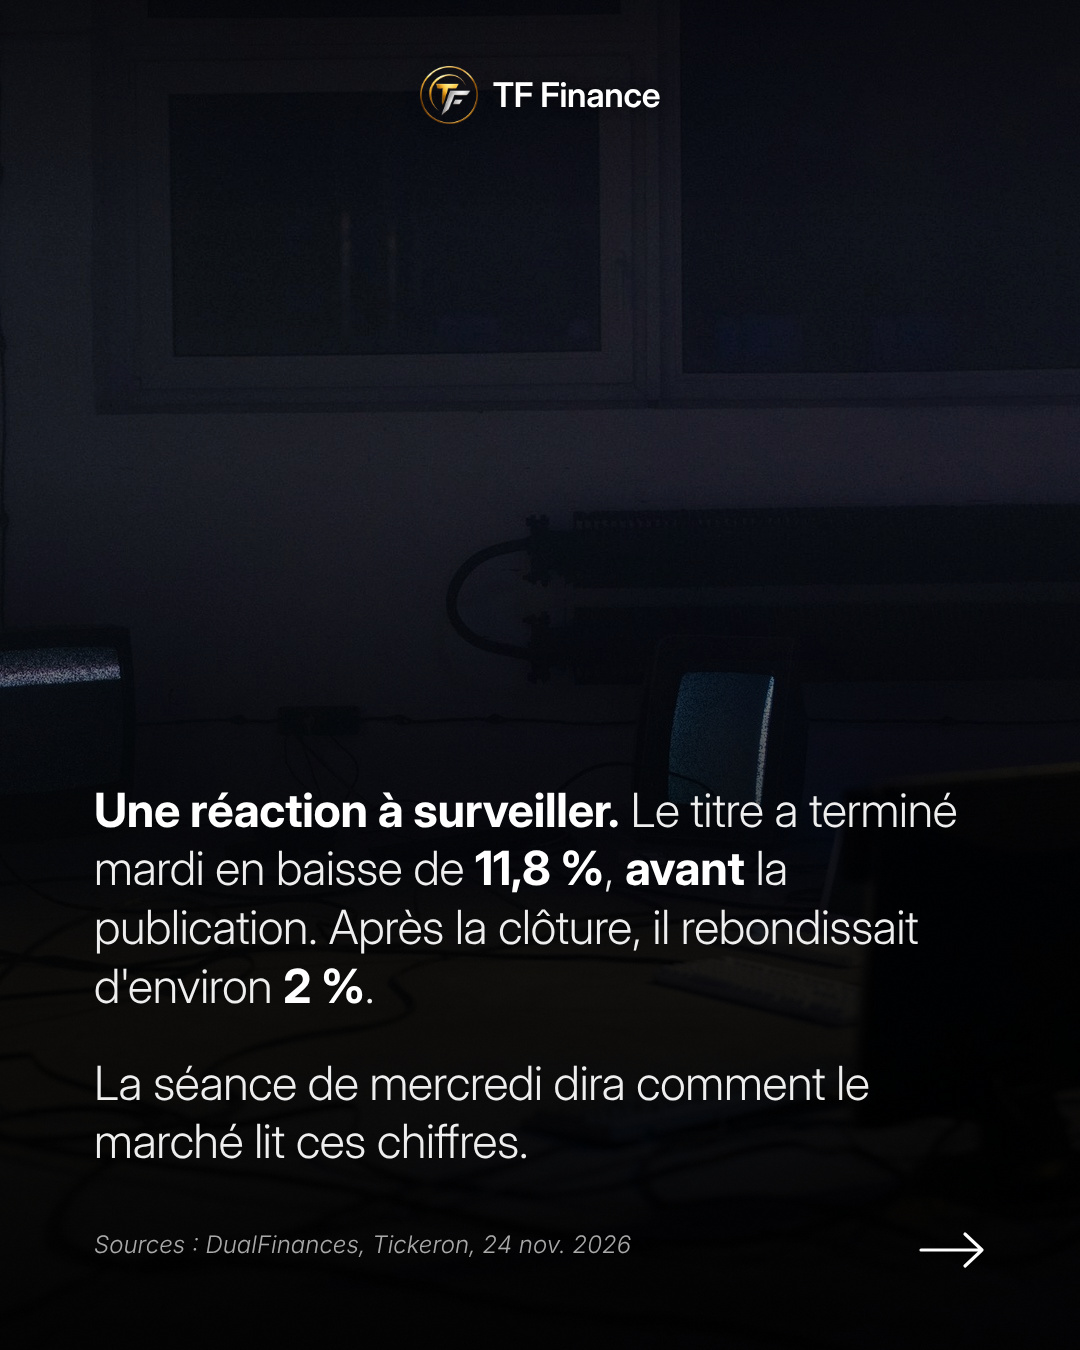 TF Finance
Une réaction à surveiller. Le titre a terminé
mardi en baisse de 11,8 %, avant la
publication. Après la clôture, il rebondissait
d'environ 2 %.
La séance de mercredi dira comment le
marché lit ces chiffres.
Sources : DualFinances, Tickeron, 24 nov. 2026